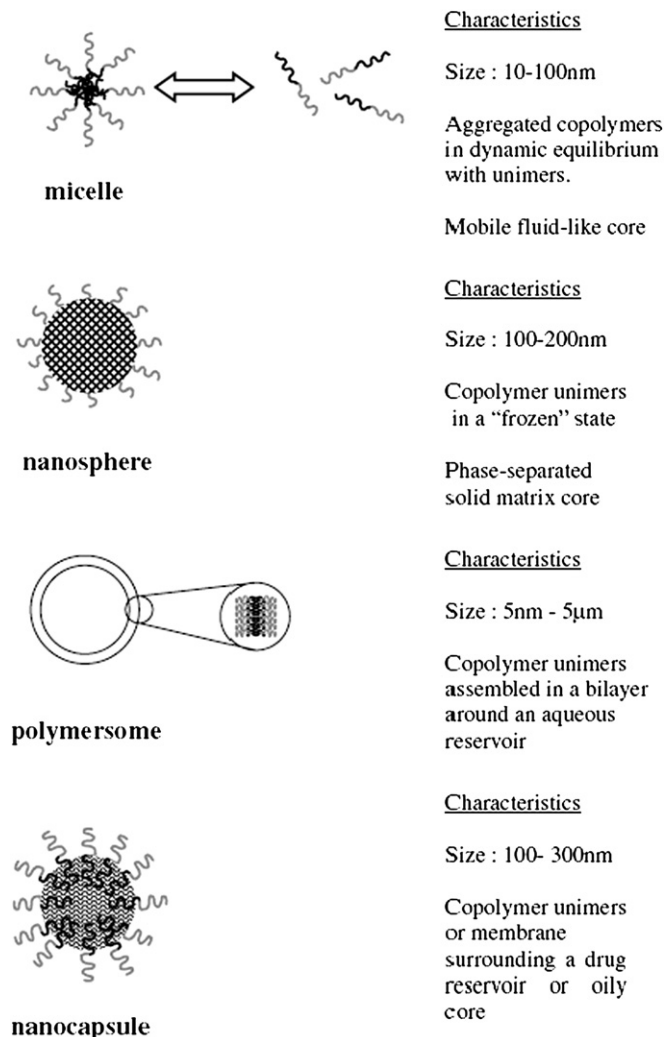 Characteristics
Size : 10-100nm
Aggregated copolymers
in dynamic equilibrium
with unimers.
Mobile fluid-like core
micelle
Characteristics
Size : 100-200nm
Copolymer unimers
in a “frozen” state
Phase-separated
solid matrix core
nanosphere
Characteristics
Size : 5nm - 5µm
Copolymer unimers
assembled in a bilayer
around an aqueous
reservoir
polymersome
Characteristics
Size : 100- 300nm
Copolymer unimers
or membrane
surrounding a drug
reservoir or oily
core
nanocapsule